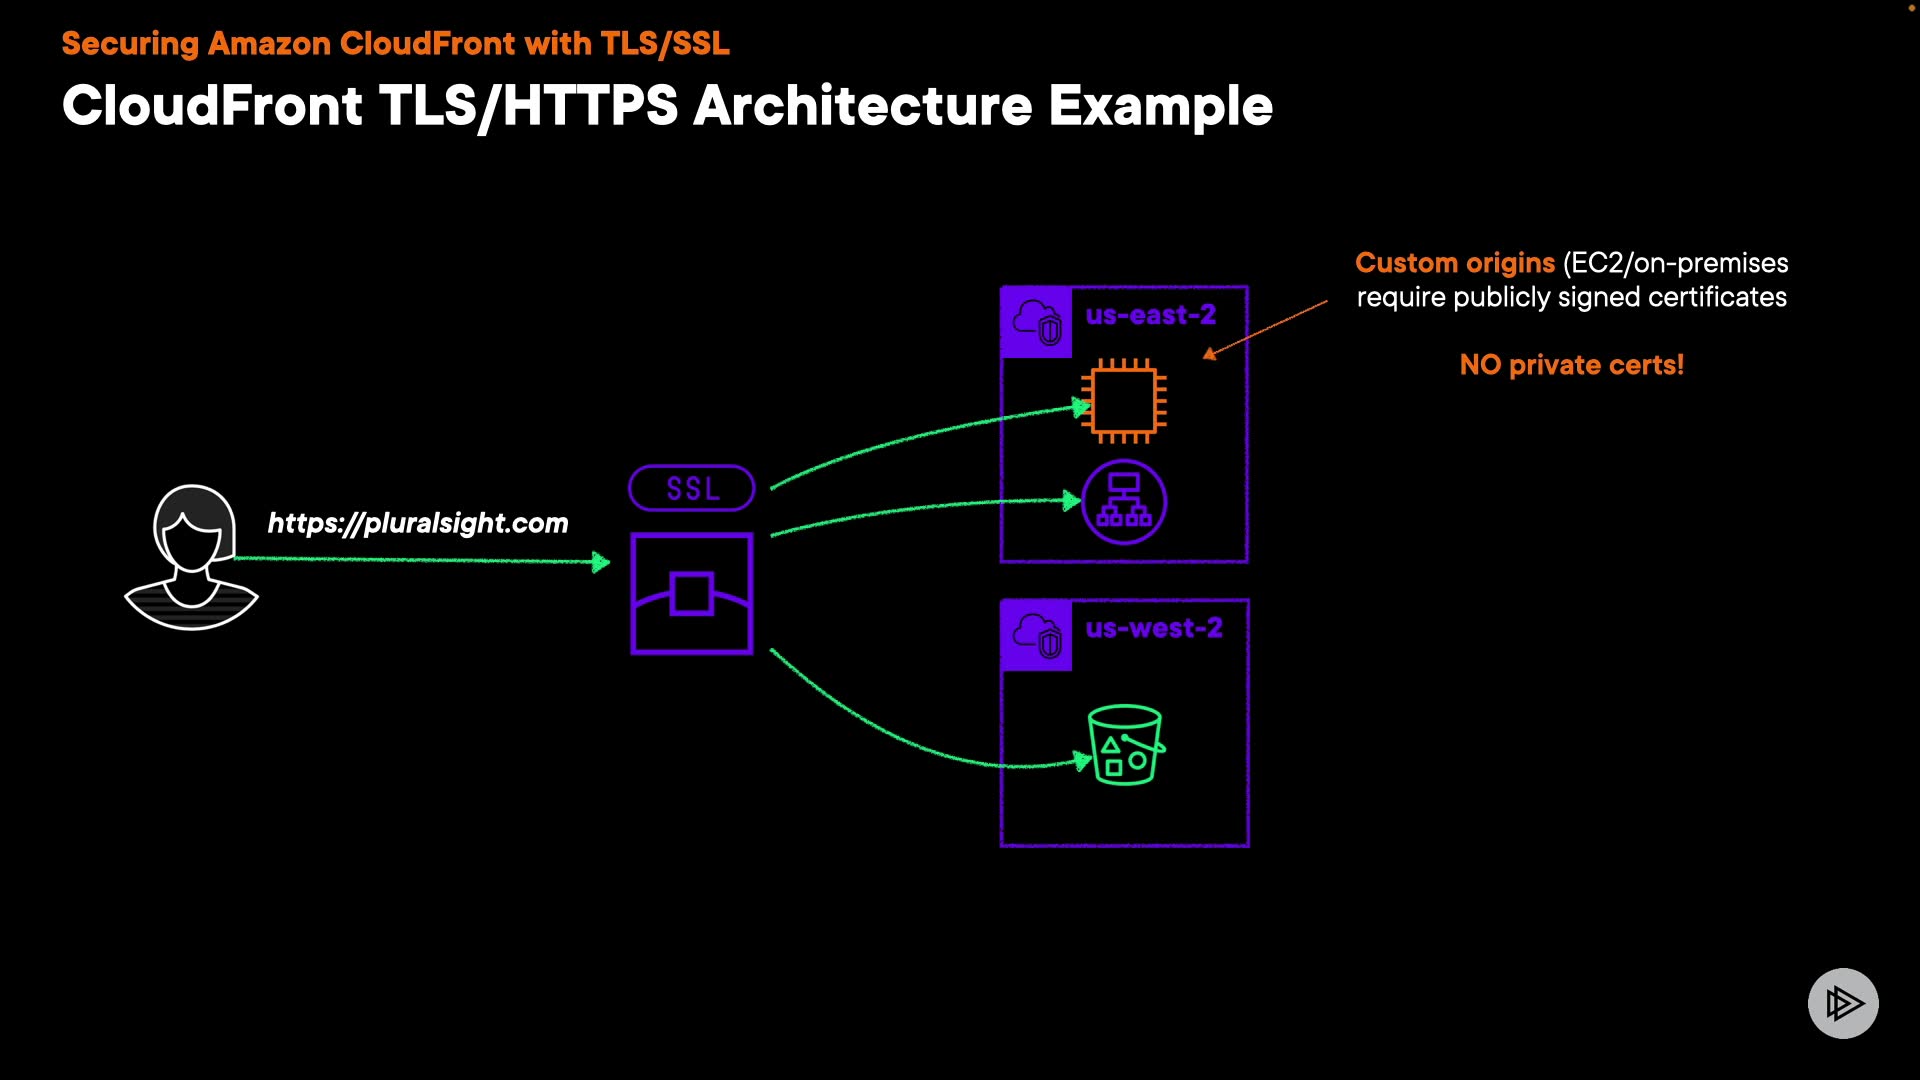 Securing Amazon CloudFront with TLS/SSL
CloudFront TLS/HTTPS Architecture Example
Custom origins (EC2/on-premises
require publicly signed certificates
NO private certs!
us-east-2
SSL
https://pluralsight.com
us-west-2